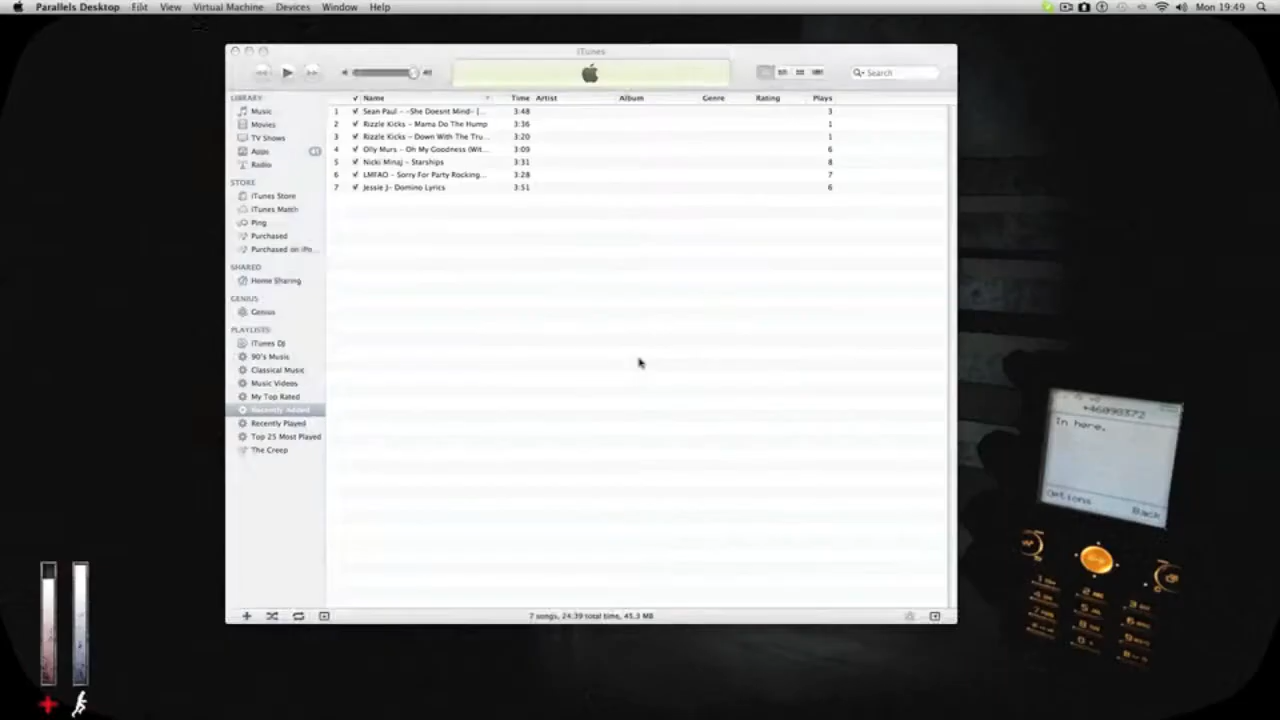 Parallels Desktop Edit View Virtual Machine Devices Window Help Mon 19:49
iTunes
Search
LIBRARY
Music
Movies
TV Shows
Apps
Radio
STORE
iTunes Store
iTunes Match
Ping
Purchased
Purchased on iPo...
SHARED
Home Sharing
GENIUS
Genius
PLAYLISTS
iTunes DJ
90's Music
Classical Music
Music Videos
My Top Rated
Recently Added
Recently Played
Top 25 Most Played
The Creep
Name Time Artist Album Genre Rating Plays
1 Sean Paul - -She Doesnt Mind- [... 3:48 3
2 Rizzle Kicks - Mama Do The Hump 3:36 1
3 Rizzle Kicks - Down With The Tru... 3:20 1
4 Olly Murs - Oh My Goodness (Wit... 3:09 6
5 Nicki Minaj - Starships 3:31 8
6 LMFAO - Sorry For Party Rocking... 3:28 7
7 Jessie J- Domino Lyrics 3:51 6
7 songs, 24:39 total time, 45.3 MB
+46090372
In here.
Options Back